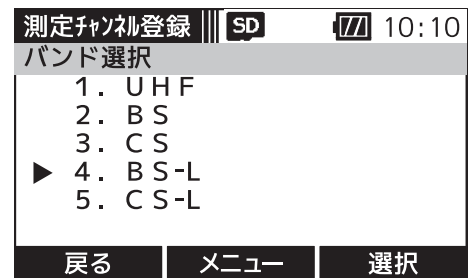 測定ﾁｬﾝﾈﾙ登録 SD 10:10
バンド選択
1. UHF
2. BS
3. CS
▶ 4. BS-L
5. CS-L
戻る メニュー 選択